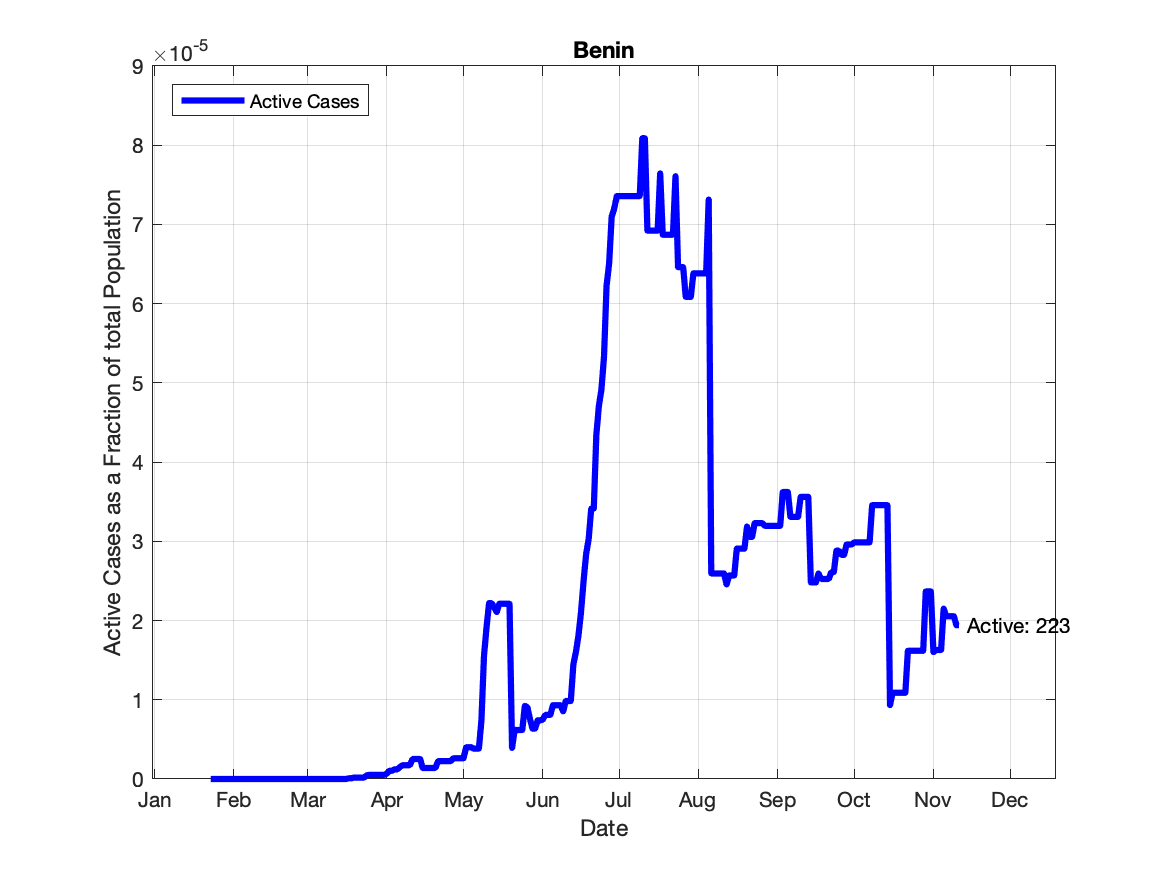 Benin
×10-5
Active Cases
9
8
7
6
5
4
3
2
1
0
Active Cases as a Fraction of total Population
Active: 223
Jan Feb Mar Apr May Jun Jul Aug Sep Oct Nov Dec
Date